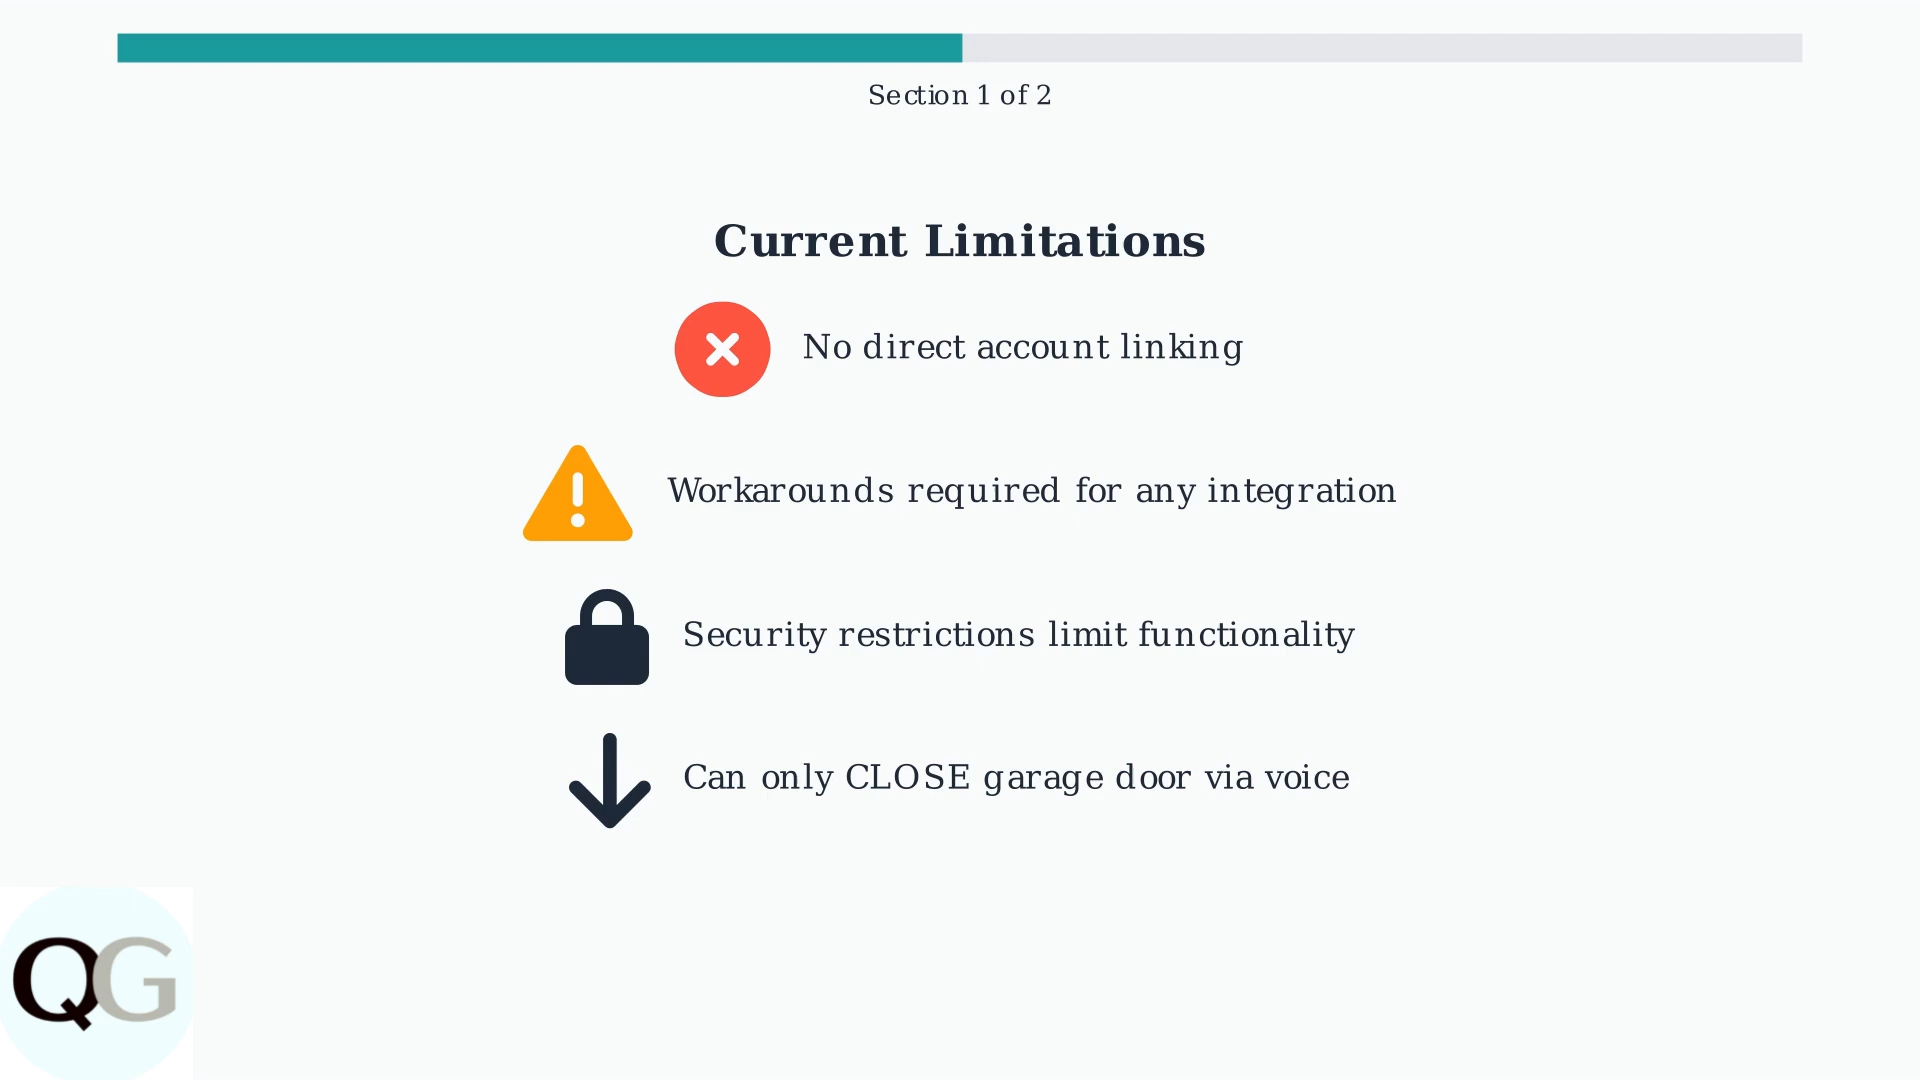 Section 1 of 2
Current Limitations
No direct account linking
Workarounds required for any integration
Security restrictions limit functionality
Can only CLOSE garage door via voice
QG